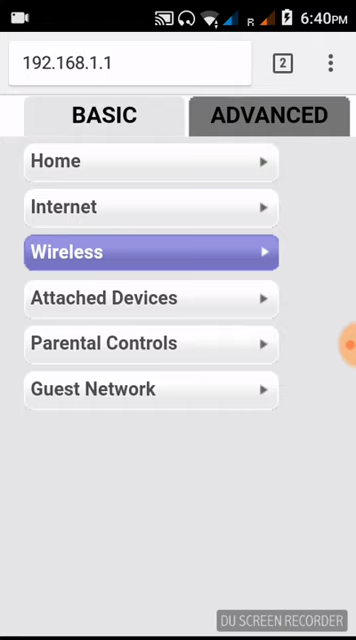 R 6:40PM
192.168.1.1 2
BASIC ADVANCED
Home
Internet
Wireless
Attached Devices
Parental Controls
Guest Network
DU SCREEN RECORDER